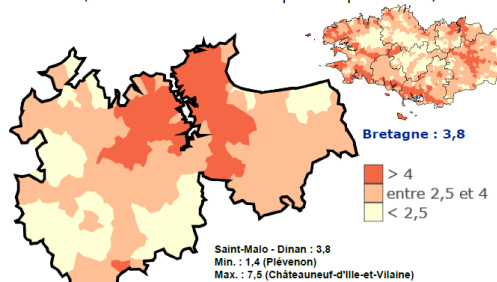 Bretagne : 3,8
> 4
entre 2,5 et 4
< 2,5
Saint-Malo - Dinan : 3,8
Min. : 1,4 (Plévenon)
Max. : 7,5 (Châteauneuf-d'Ille-et-Vilaine)